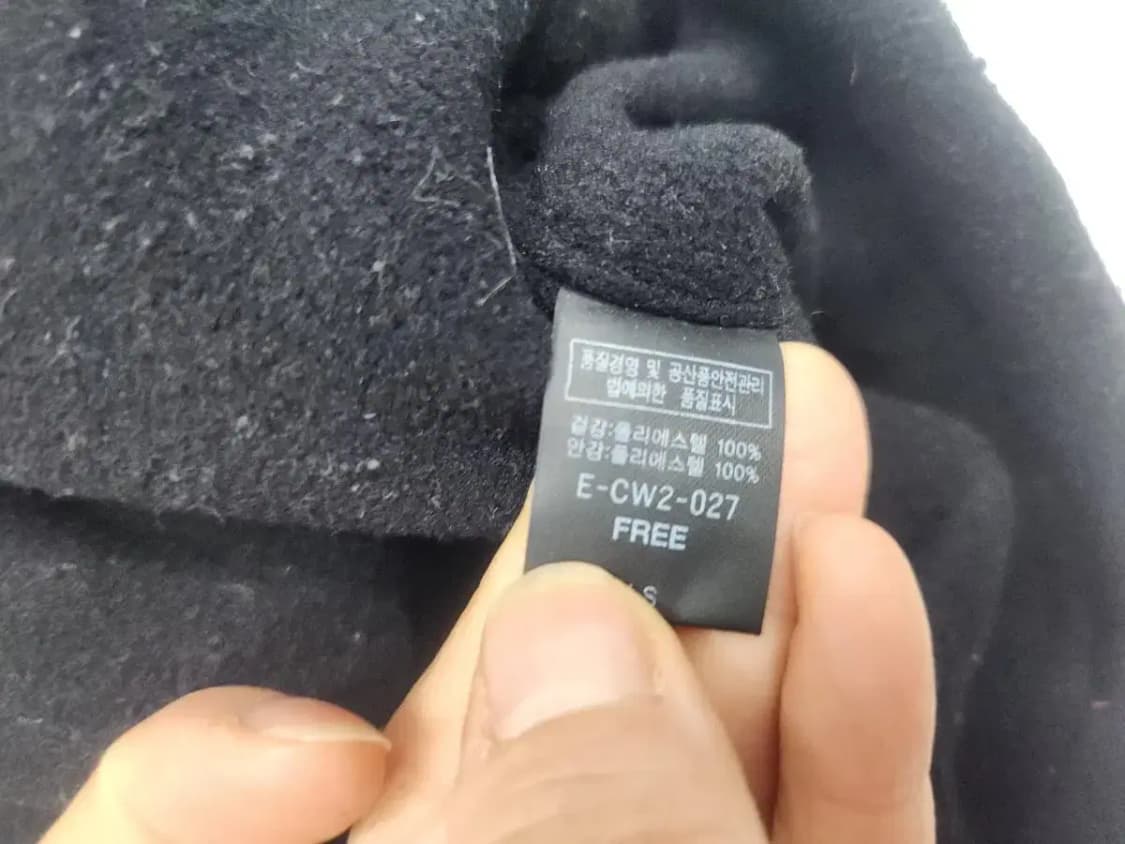 품질경영 및 공산품안전관리
법에의한 품질표시
겉감:폴리에스텔 100%
안감:폴리에스텔 100%
E-CW2-027
FREE